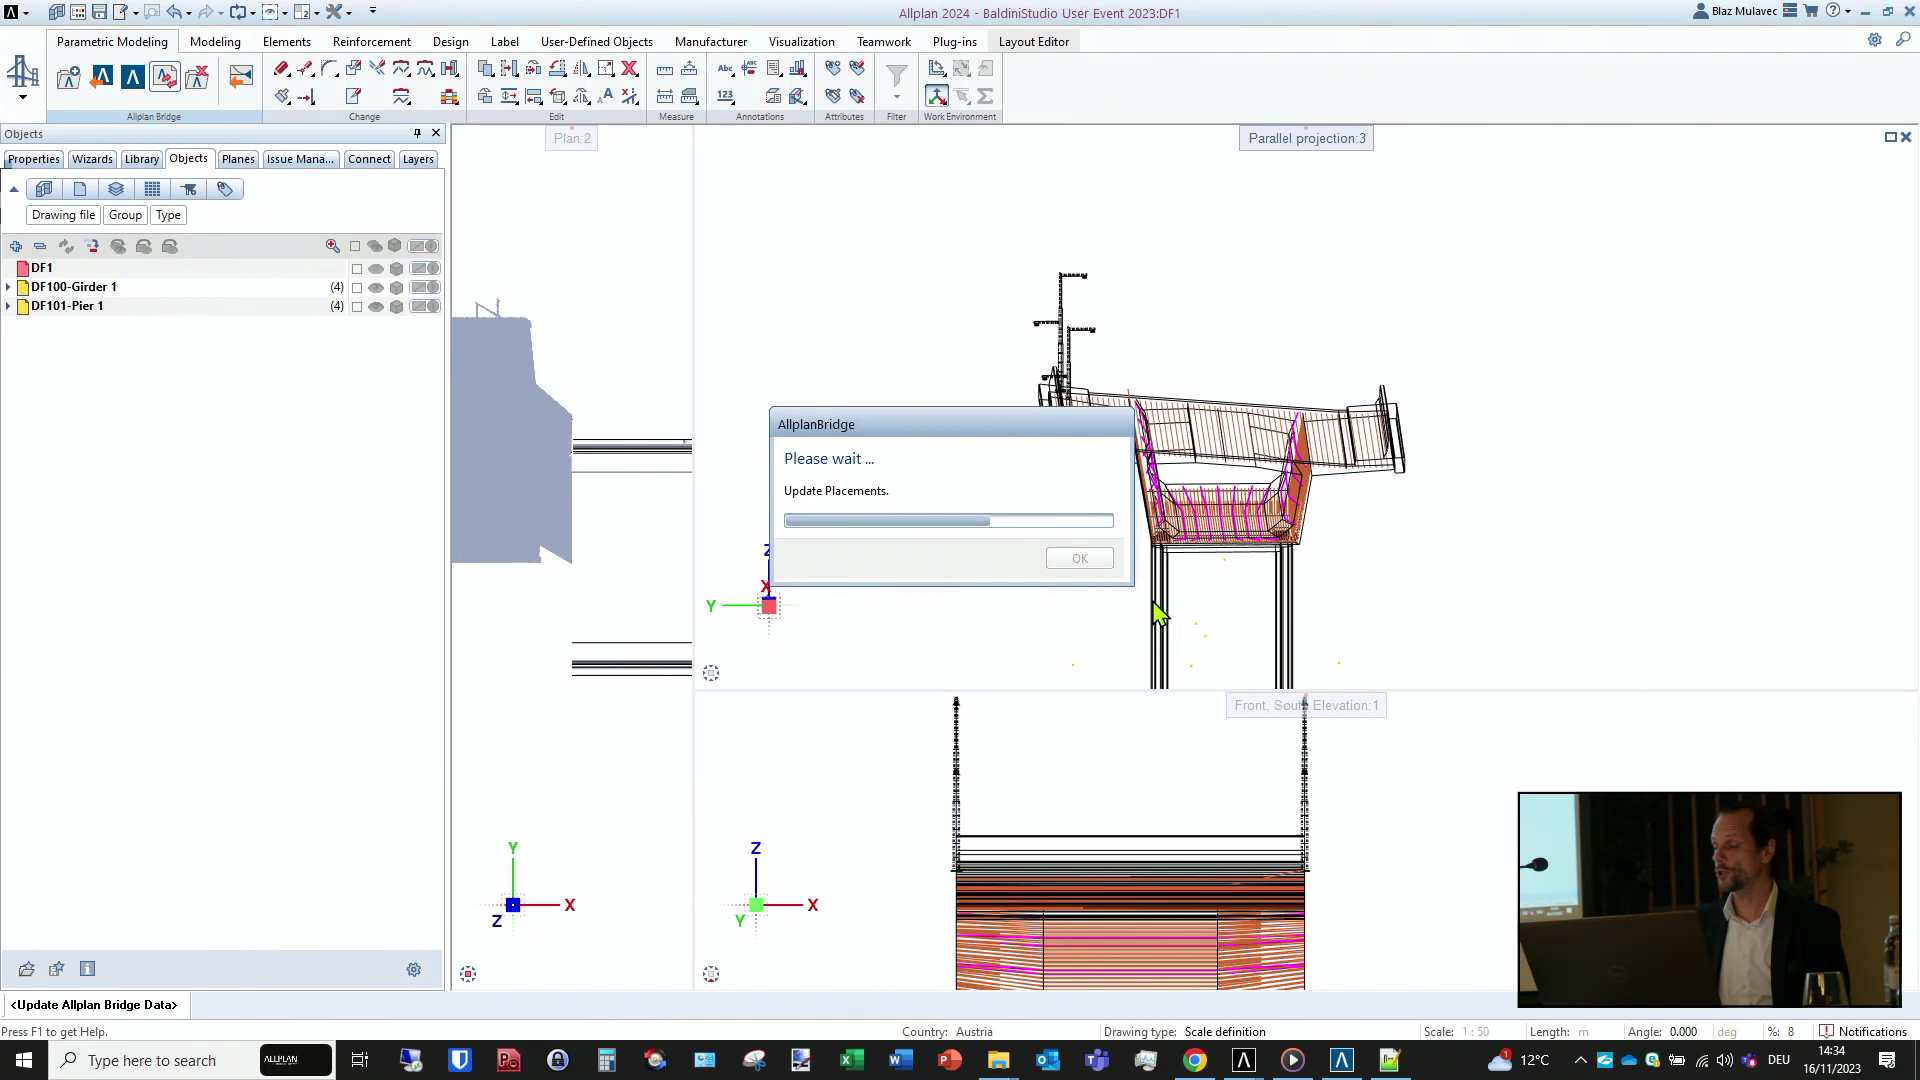 Allplan 2024 - BaldiniStudio User Event 2023:DF1
Blaz Mulavec
Parametric Modeling
Modeling
Elements
Reinforcement
Design
Label
User-Defined Objects
Manufacturer
Visualization
Teamwork
Plug-ins
Layout Editor
Abc
123
Allplan Bridge
Change
Edit
Measure
Annotations
Attributes
Filter
Work Environment
Objects
Properties
Wizards
Library
Objects
Planes
Issue Mana...
Connect
Layers
Drawing file
Group
Type
DF1
DF100-Girder 1
(4)
DF101-Pier 1
(4)
Plan:2
Parallel projection:3
AllplanBridge
Please wait ...
Update Placements.
OK
Z
X
Y
Front, South Elevation:1
Y
X
Z
Z
X
Y
<Update Allplan Bridge Data>
Press F1 to get Help.
Country: Austria
Drawing type: Scale definition
Scale: 1 : 50
Length: m
Angle: 0.000 deg
%: 8
Notifications
Type here to search
ALLPLAN
12°C
DEU
14:34
16/11/2023